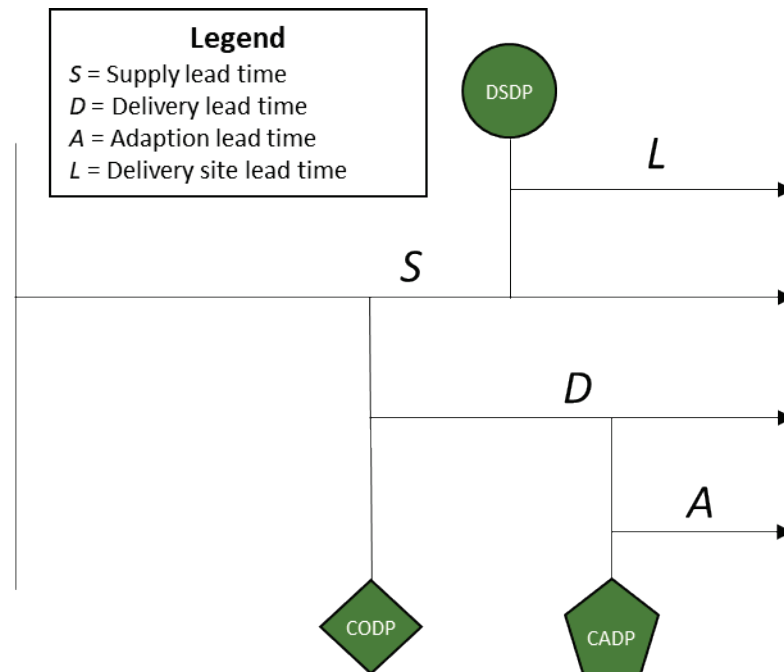 Legend
S = Supply lead time
D = Delivery lead time
A = Adaption lead time
L = Delivery site lead time
DSDP
L
S
D
A
CODP
CADP